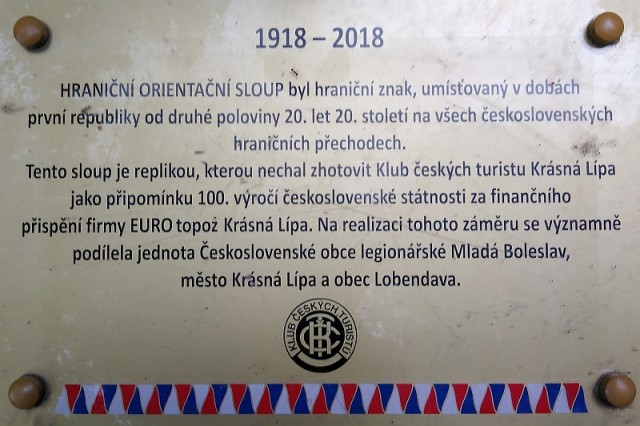 1918 – 2018
HRANIČNÍ ORIENTAČNÍ SLOUP byl hraniční znak, umísťovaný v dobách
první republiky od druhé poloviny 20. let 20. století na všech československých
hraničních přechodech.
Tento sloup je replikou, kterou nechal zhotovit Klub českých turistu Krásná Lípa
jako připomínku 100. výročí československé státnosti za finančního
přispění firmy EURO topož Krásná Lípa. Na realizaci tohoto záměru se významně
podílela jednota Československé obce legionářské Mladá Boleslav,
město Krásná Lípa a obec Lobendava.
KLUB ČESKÝCH TURISTŮ